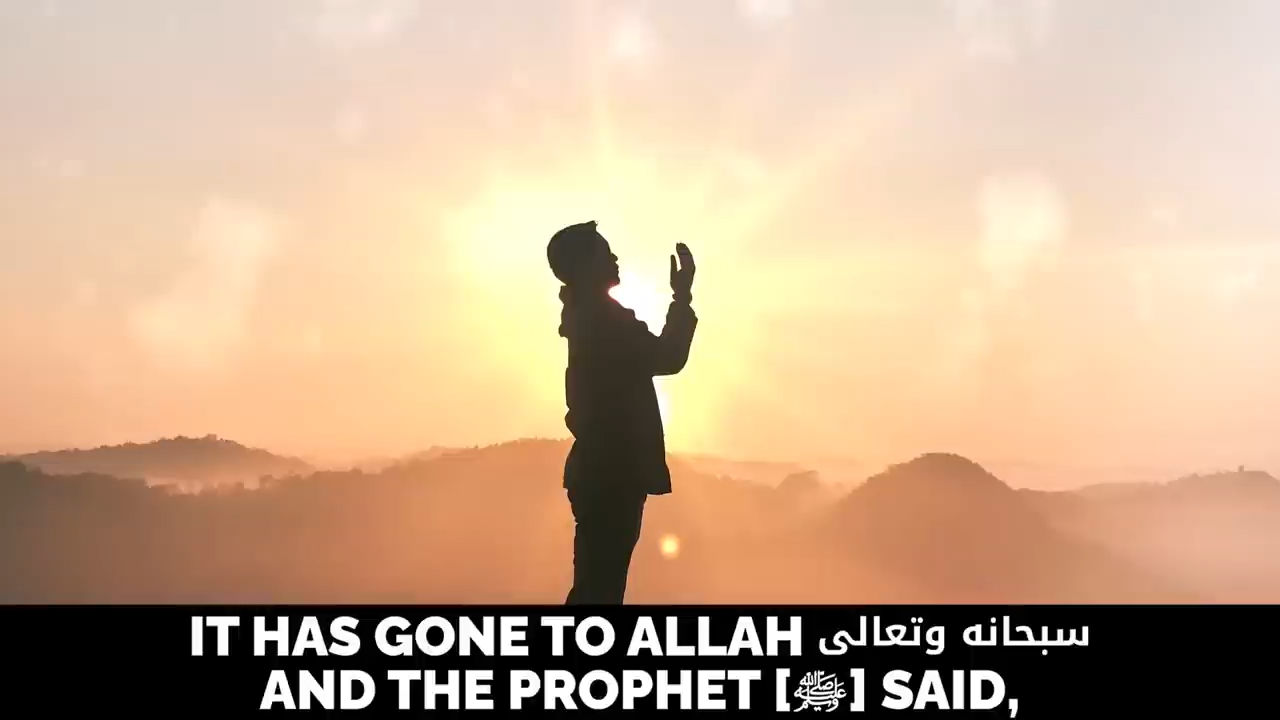 IT HAS GONE TO ALLAH سبحانه وتعالى
AND THE PROPHET [ﷺ] SAID,